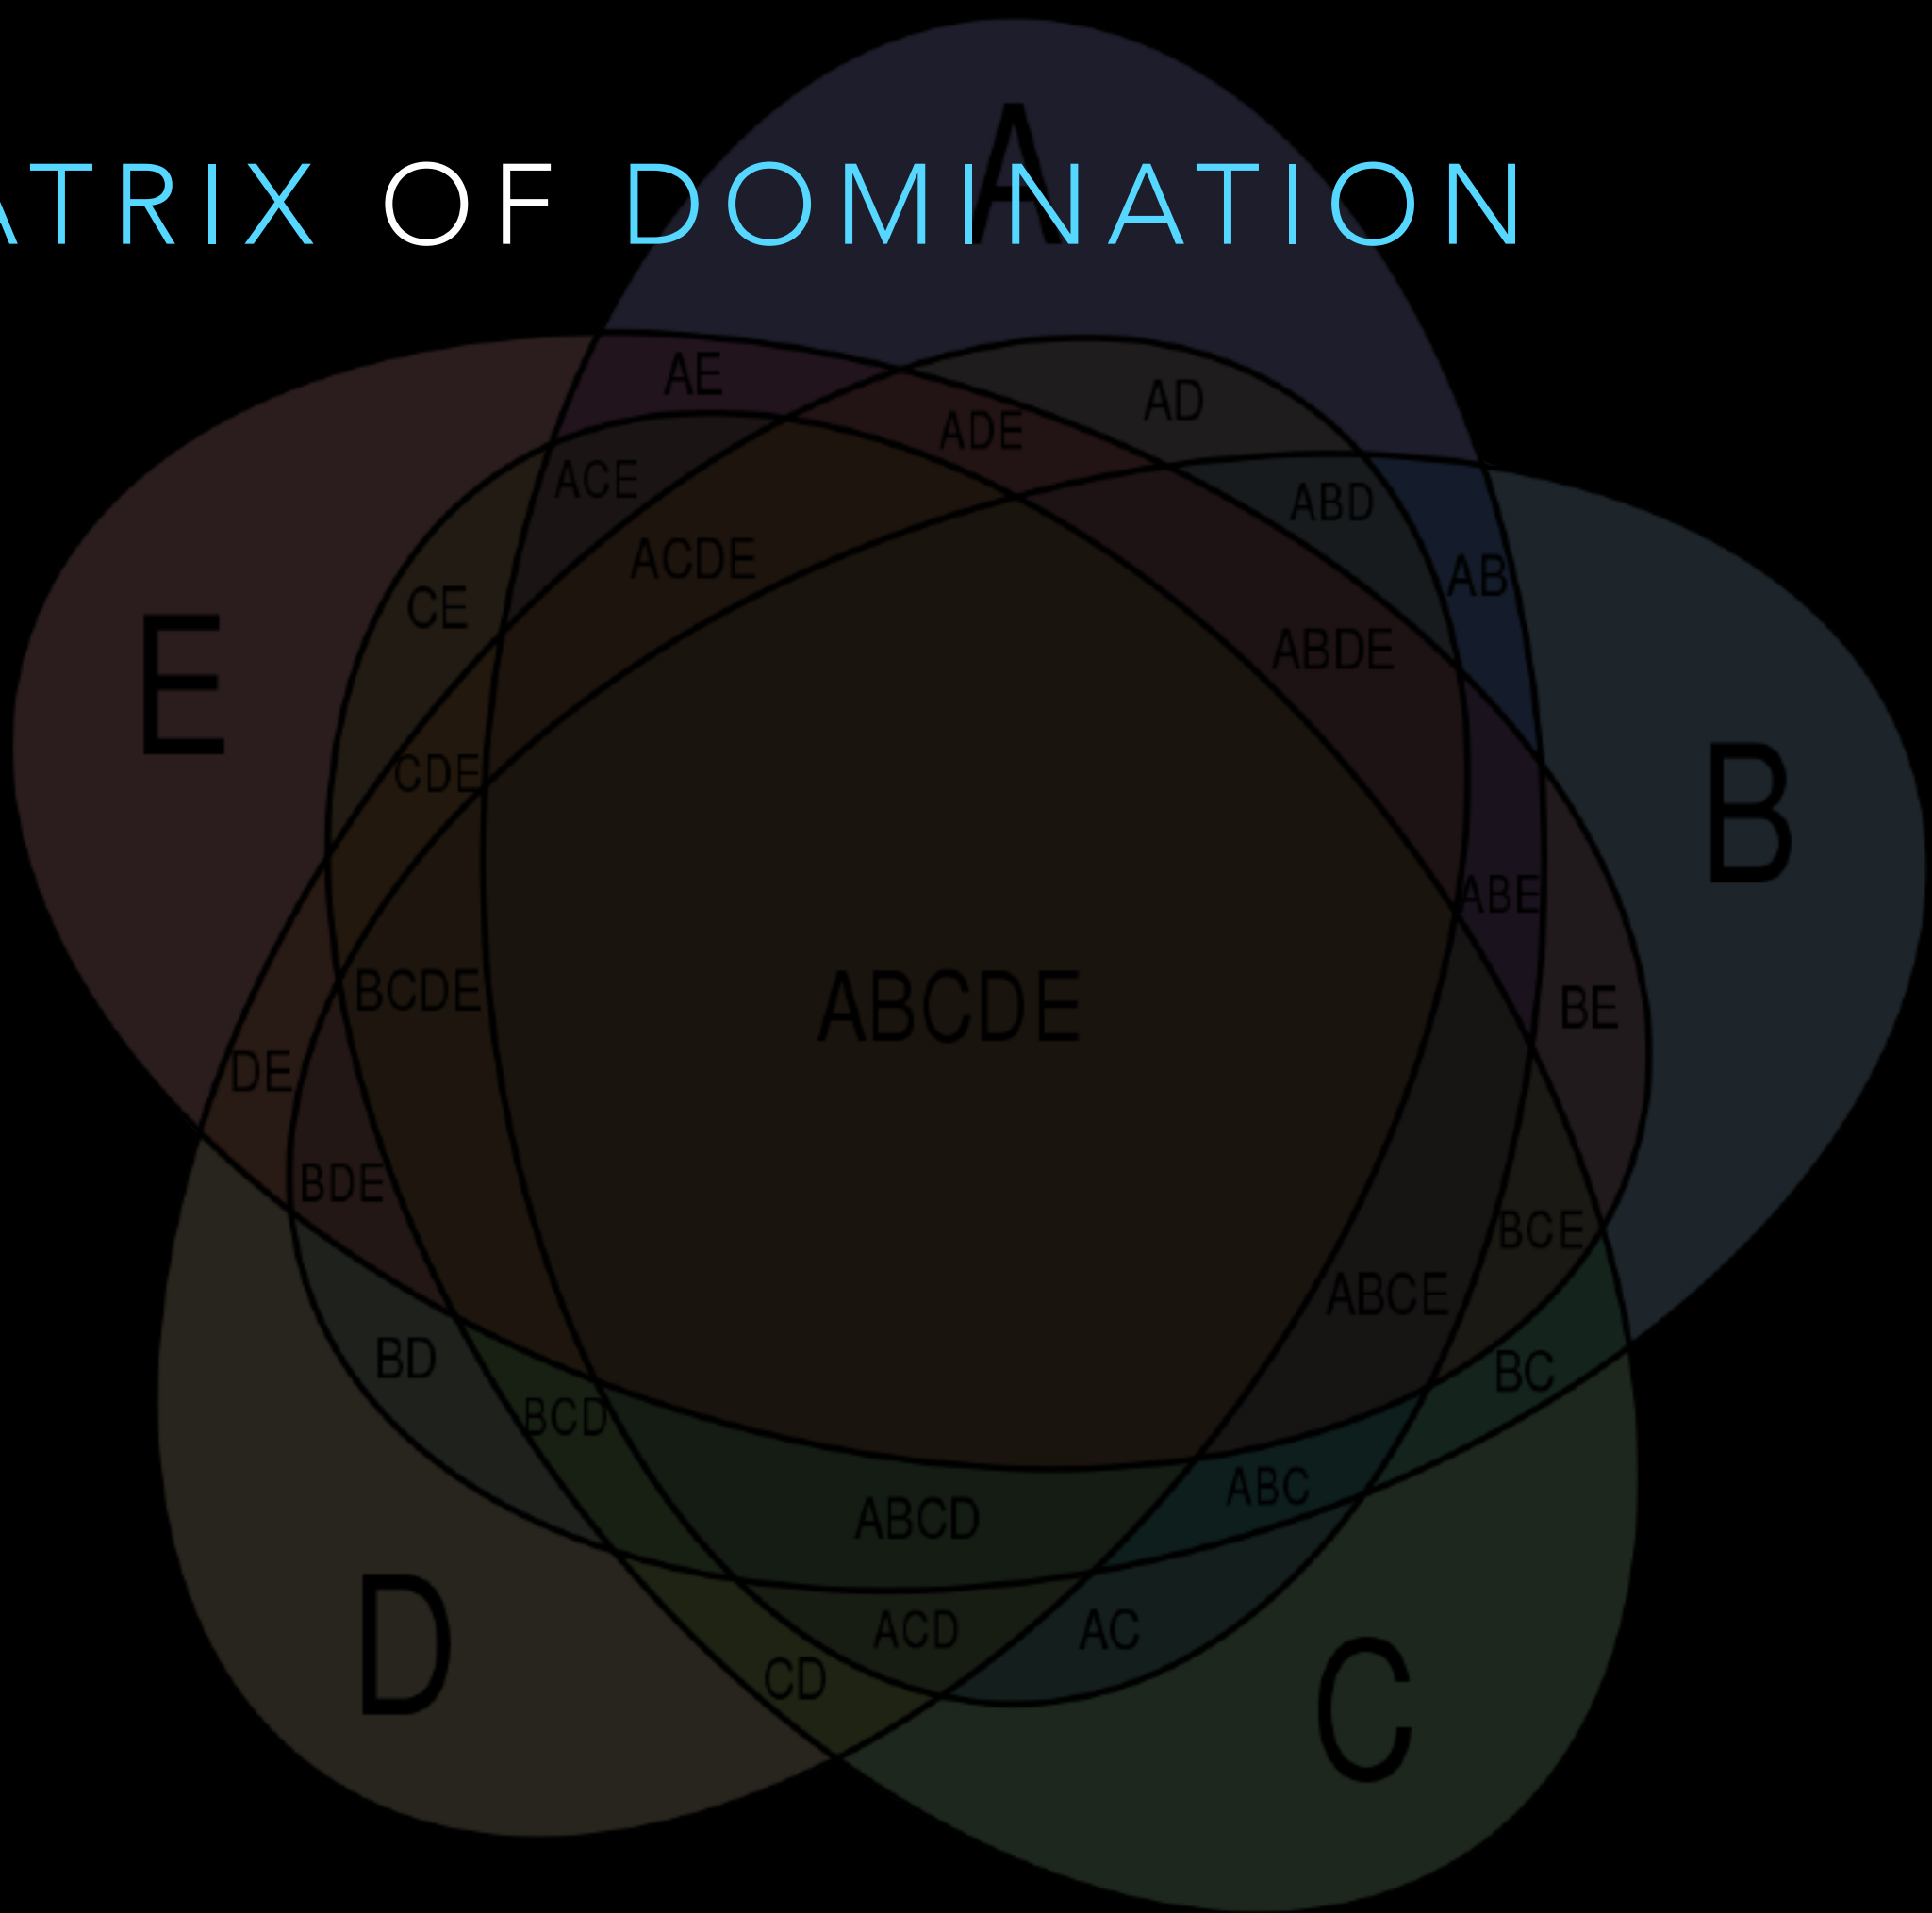 A
ATRIX OF DOMINATION
AE
AD
ADE
ACE
ABD
ACDE
AB
CE
ABDE
E
CDE
B
ABE
BCDE
ABCDE
BE
DE
BDE
BCE
ABCE
BD
BC
BCD
ABC
ABCD
ACD
AC
CD
D
C